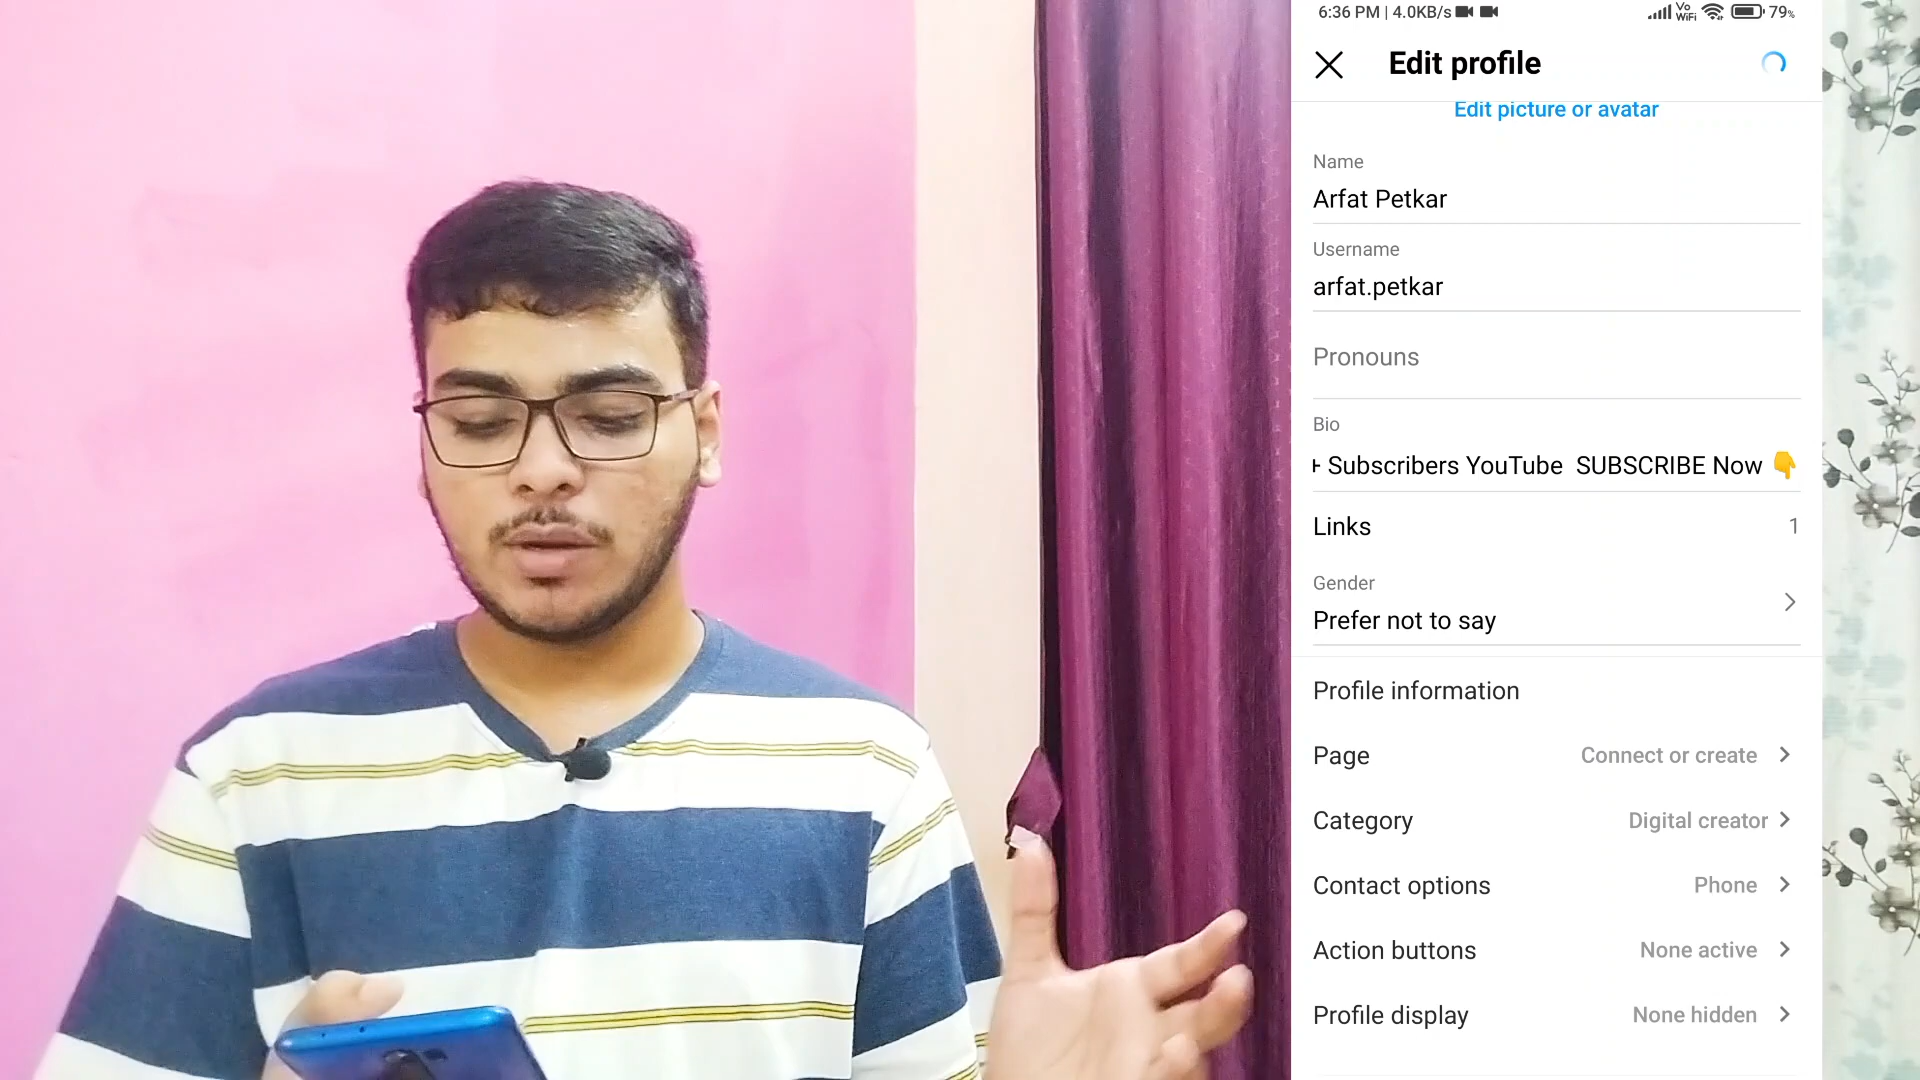 6:36 PM | 4.0KB/s Vo WiFi 79%
Edit profile
Edit picture or avatar
Name
Arfat Petkar
Username
arfat.petkar
Pronouns
Bio
+ Subscribers YouTube SUBSCRIBE Now 👇
Links 1
Gender
Prefer not to say
Profile information
Page Connect or create
Category Digital creator
Contact options Phone
Action buttons None active
Profile display None hidden